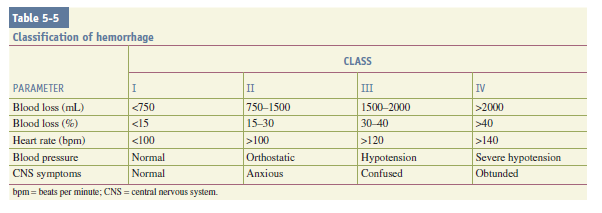 Table 5-5
Classification of hemorrhage
CLASS
PARAMETER I II III IV
Blood loss (mL) <750 750–1500 1500–2000 >2000
Blood loss (%) <15 15–30 30–40 >40
Heart rate (bpm) <100 >100 >120 >140
Blood pressure Normal Orthostatic Hypotension Severe hypotension
CNS symptoms Normal Anxious Confused Obtunded
bpm = beats per minute; CNS = central nervous system.